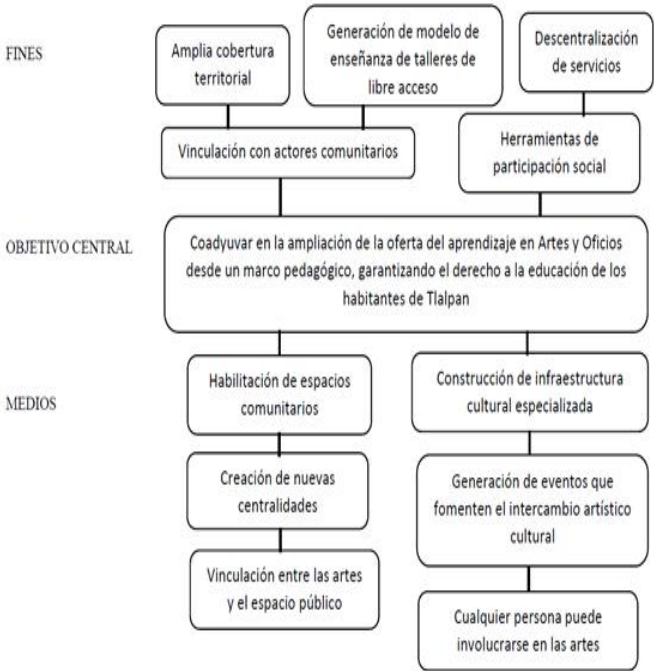 FINES
Amplia cobertura
territorial
Generación de modelo de
enseñanza de talleres de
libre acceso
Descentralización
de servicios
Vinculación con actores comunitarios
Herramientas de
participación social
OBJETIVO CENTRAL
Coadyuvar en la ampliación de la oferta del aprendizaje en Artes y Oficios
desde un marco pedagógico, garantizando el derecho a la educación de los
habitantes de Tlalpan
MEDIOS
Habilitación de espacios
comunitarios
Construcción de infraestructura
cultural especializada
Creación de nuevas
centralidades
Generación de eventos que
fomenten el intercambio artístico
cultural
Vinculación entre las artes
y el espacio público
Cualquier persona puede
involucrarse en las artes